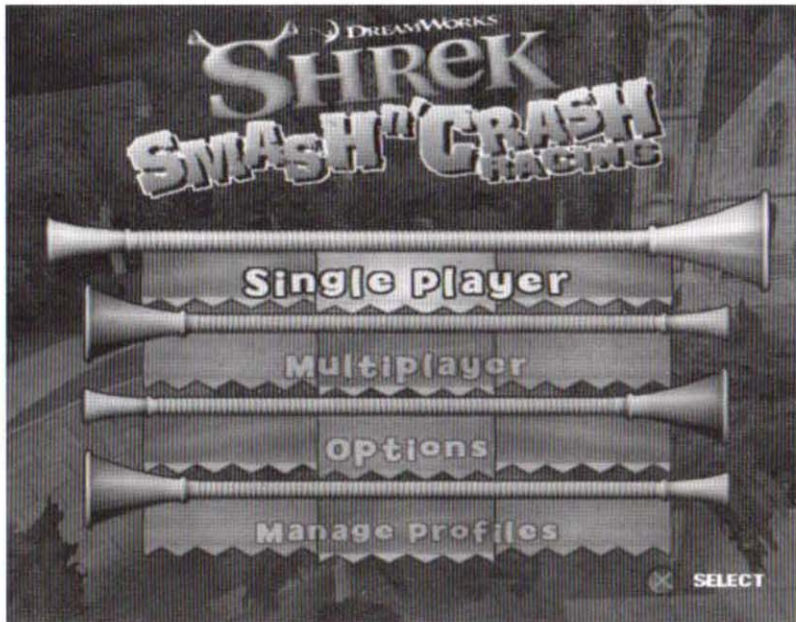 DREAMWORKS
SHREK
SMASH n' CRASH
RACING
Single Player
Multiplayer
Options
Manage Profiles
SELECT